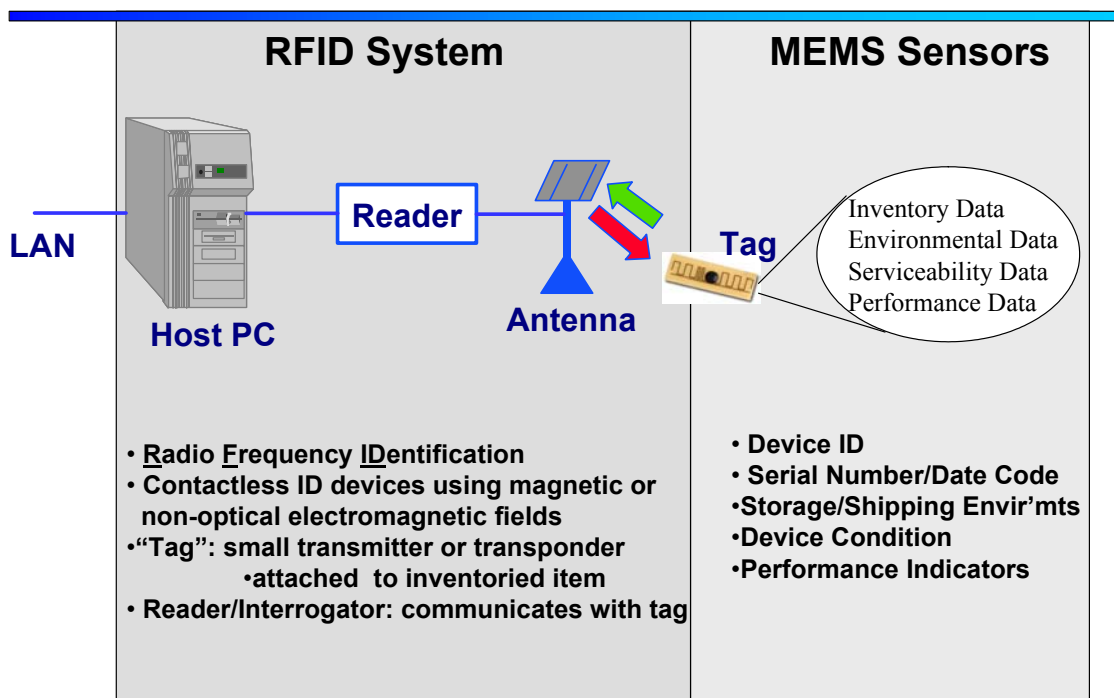 RFID System
MEMS Sensors
LAN
Host PC
Reader
Antenna
Tag
Inventory Data
Environmental Data
Serviceability Data
Performance Data
• Radio Frequency IDentification
• Contactless ID devices using magnetic or
non-optical electromagnetic fields
•“Tag”: small transmitter or transponder
•attached to inventoried item
• Reader/Interrogator: communicates with tag
• Device ID
• Serial Number/Date Code
•Storage/Shipping Envir’mts
•Device Condition
•Performance Indicators